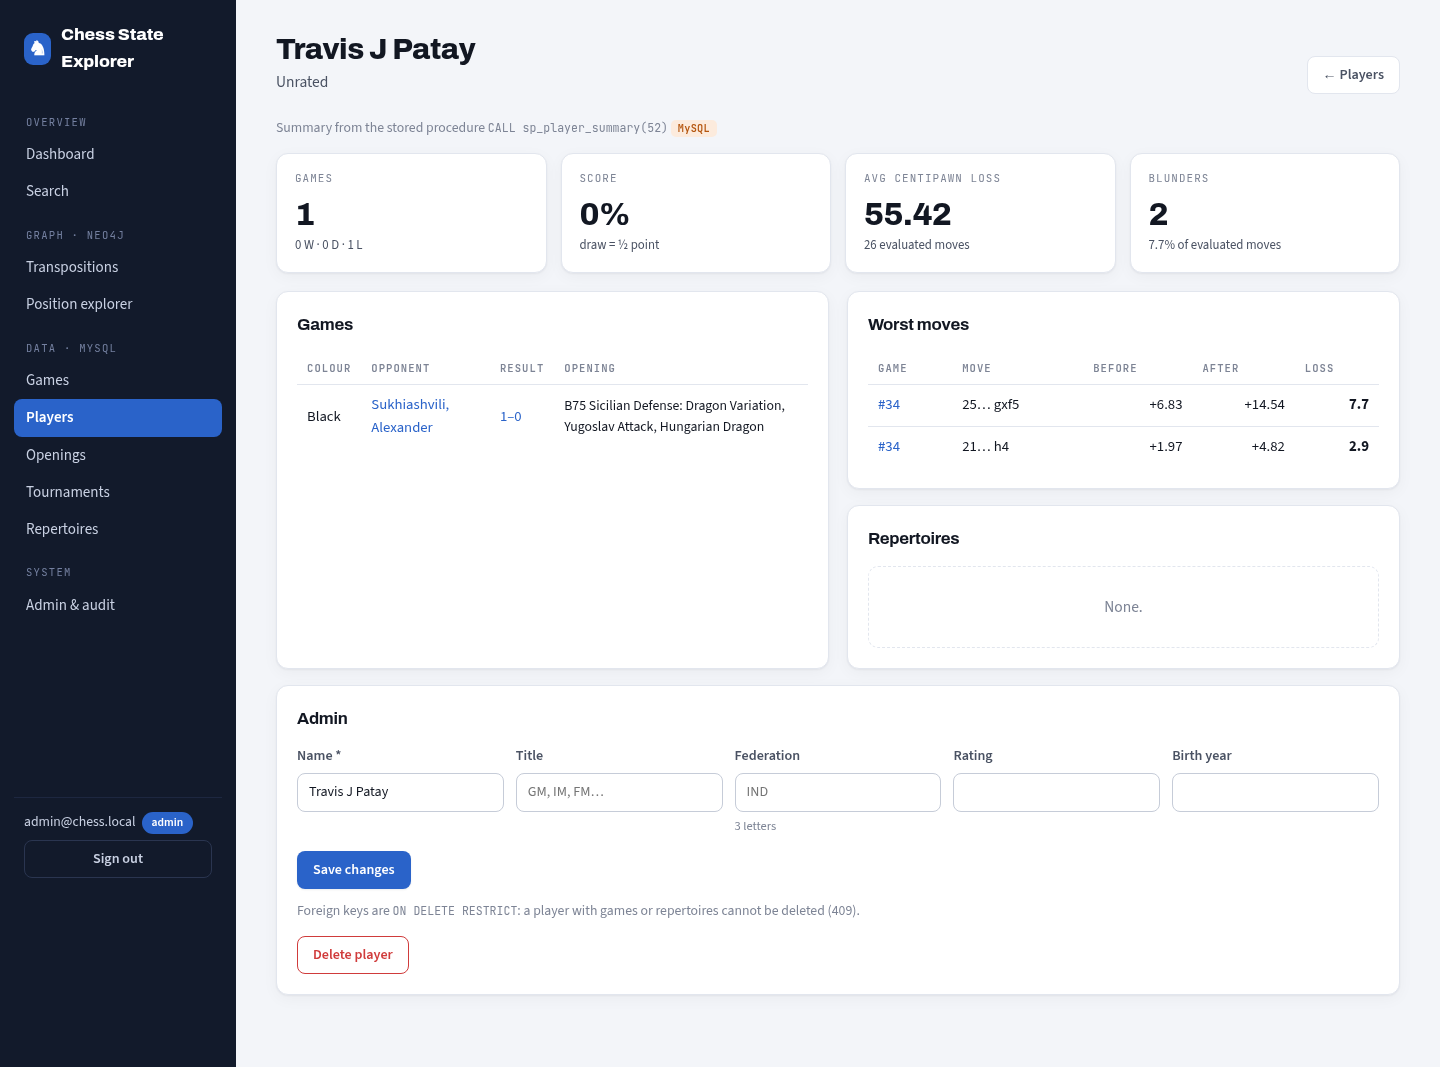 Chess State
Explorer
OVERVIEW
Dashboard
Search
GRAPH · NEO4J
Transpositions
Position explorer
DATA · MYSQL
Games
Players
Openings
Tournaments
Repertoires
SYSTEM
Admin & audit
admin@chess.local admin
Sign out
Travis J Patay
Unrated
← Players
Summary from the stored procedure CALL sp_player_summary(52) MySQL
GAMES
1
0 W · 0 D · 1 L
SCORE
0%
draw = ½ point
AVG CENTIPAWN LOSS
55.42
26 evaluated moves
BLUNDERS
2
7.7% of evaluated moves
Games
COLOUR OPPONENT RESULT OPENING
Black Sukhiashvili, Alexander 1–0 B75 Sicilian Defense: Dragon Variation,
Yugoslav Attack, Hungarian Dragon
Worst moves
GAME MOVE BEFORE AFTER LOSS
#34 25… gxf5 +6.83 +14.54 7.7
#34 21… h4 +1.97 +4.82 2.9
Repertoires
None.
Admin
Name * Title Federation Rating Birth year
Travis J Patay GM, IM, FM… IND
3 letters
Save changes
Foreign keys are ON DELETE RESTRICT: a player with games or repertoires cannot be deleted (409).
Delete player